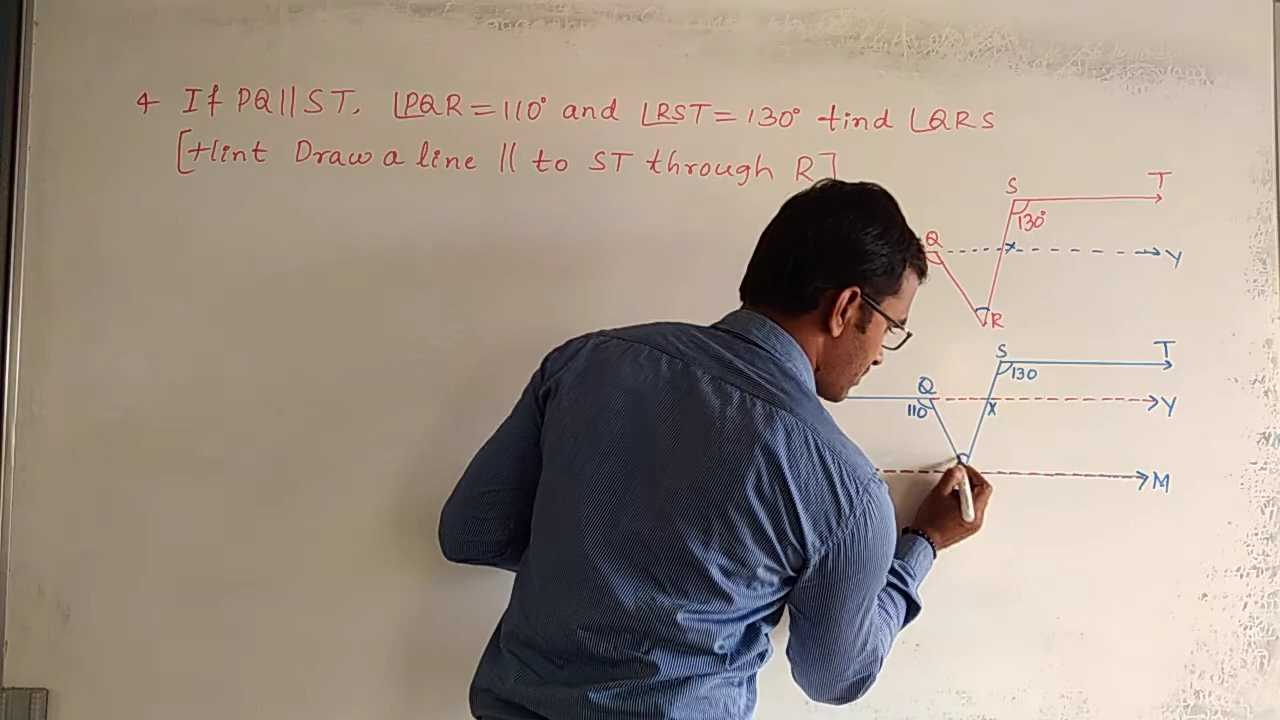 4 If PQ || ST, ∠PQR = 110° and ∠RST = 130° find ∠QRS
[Hint Draw a line || to ST through R]
S T
130°
Q
X Y
R
S T
130
Q
110
X Y
M